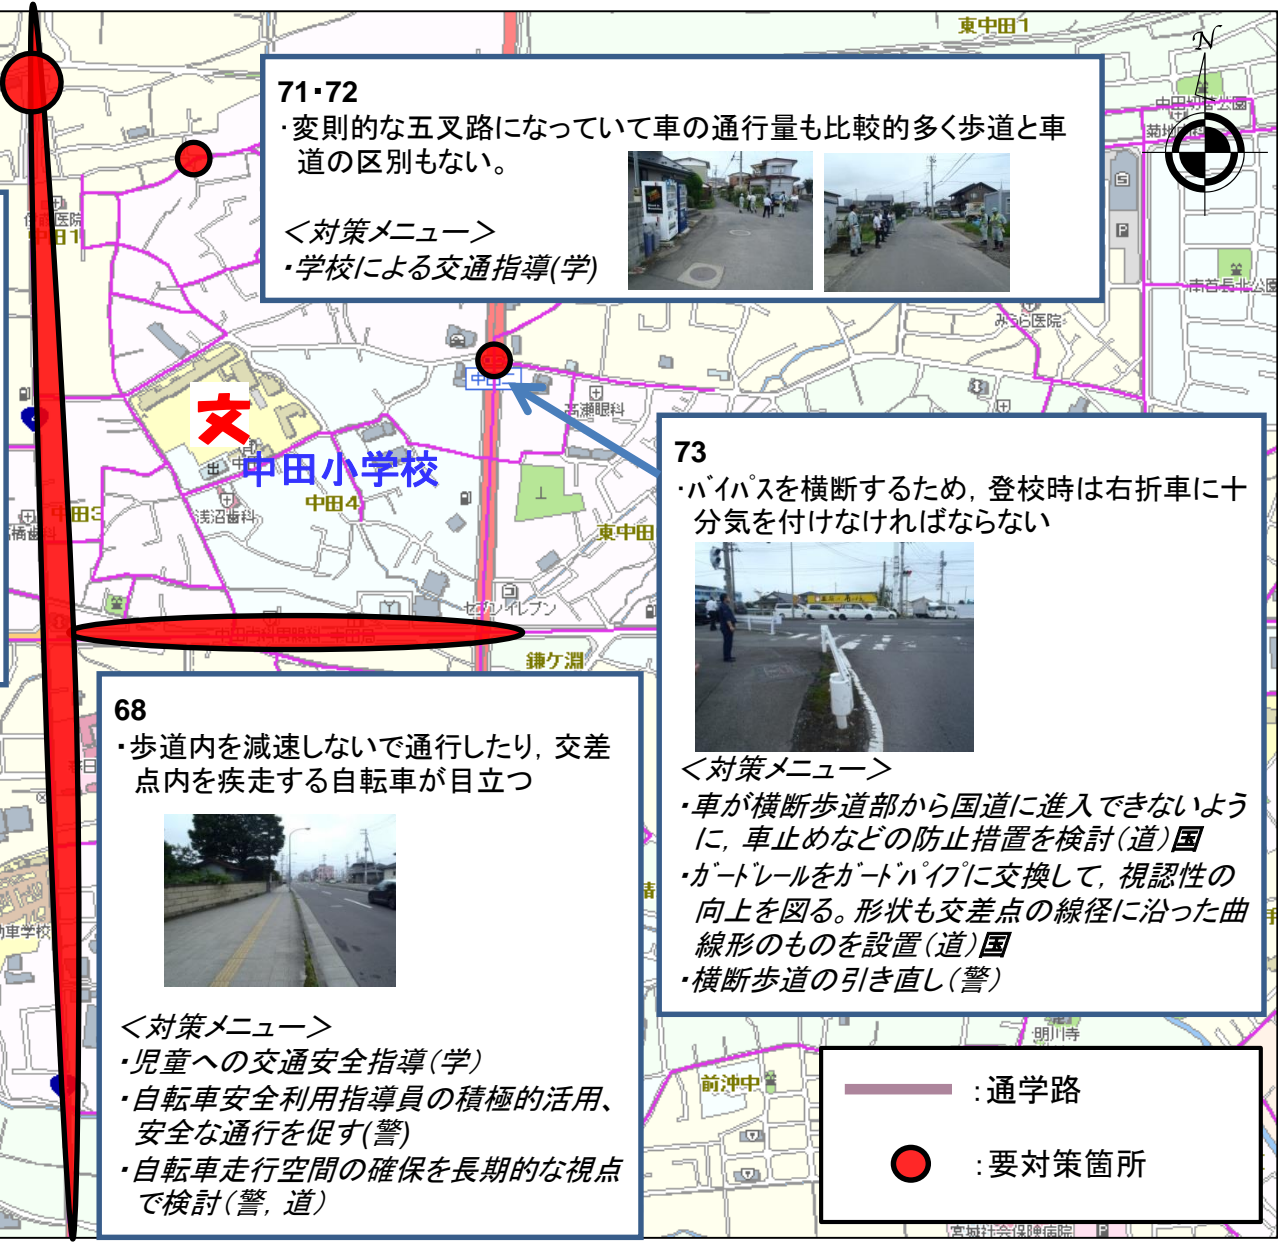 東中田1
71・72
・変則的な五叉路になっていて車の通行量も比較的多く歩道と車
道の区別もない。
＜対策メニュー＞
・学校による交通指導(学)
中田1
みうら医院
南首長北公園
高瀬眼科
中田小学校
中田4
浅沼歯科
中田3
東中田
セブンイレブン
鎌ケ淵
73
・ﾊﾞｲﾊﾟｽを横断するため，登校時は右折車に十
分気を付けなければならない
＜対策メニュー＞
・車が横断歩道部から国道に進入できないよう
に，車止めなどの防止措置を検討（道）国
・ｶﾞｰﾄﾞﾚｰﾙをｶﾞｰﾄﾞﾊﾟｲﾌﾟに交換して，視認性の
向上を図る。形状も交差点の線径に沿った曲
線形のものを設置（道）国
・横断歩道の引き直し（警）
68
・歩道内を減速しないで通行したり，交差
点内を疾走する自転車が目立つ
＜対策メニュー＞
・児童への交通安全指導（学）
・自転車安全利用指導員の積極的活用、
安全な通行を促す(警)
・自転車走行空間の確保を長期的な視点
で検討（警，道）
明川寺
前沖中
：通学路
：要対策箇所
宮城社会保険病院
N
文
P